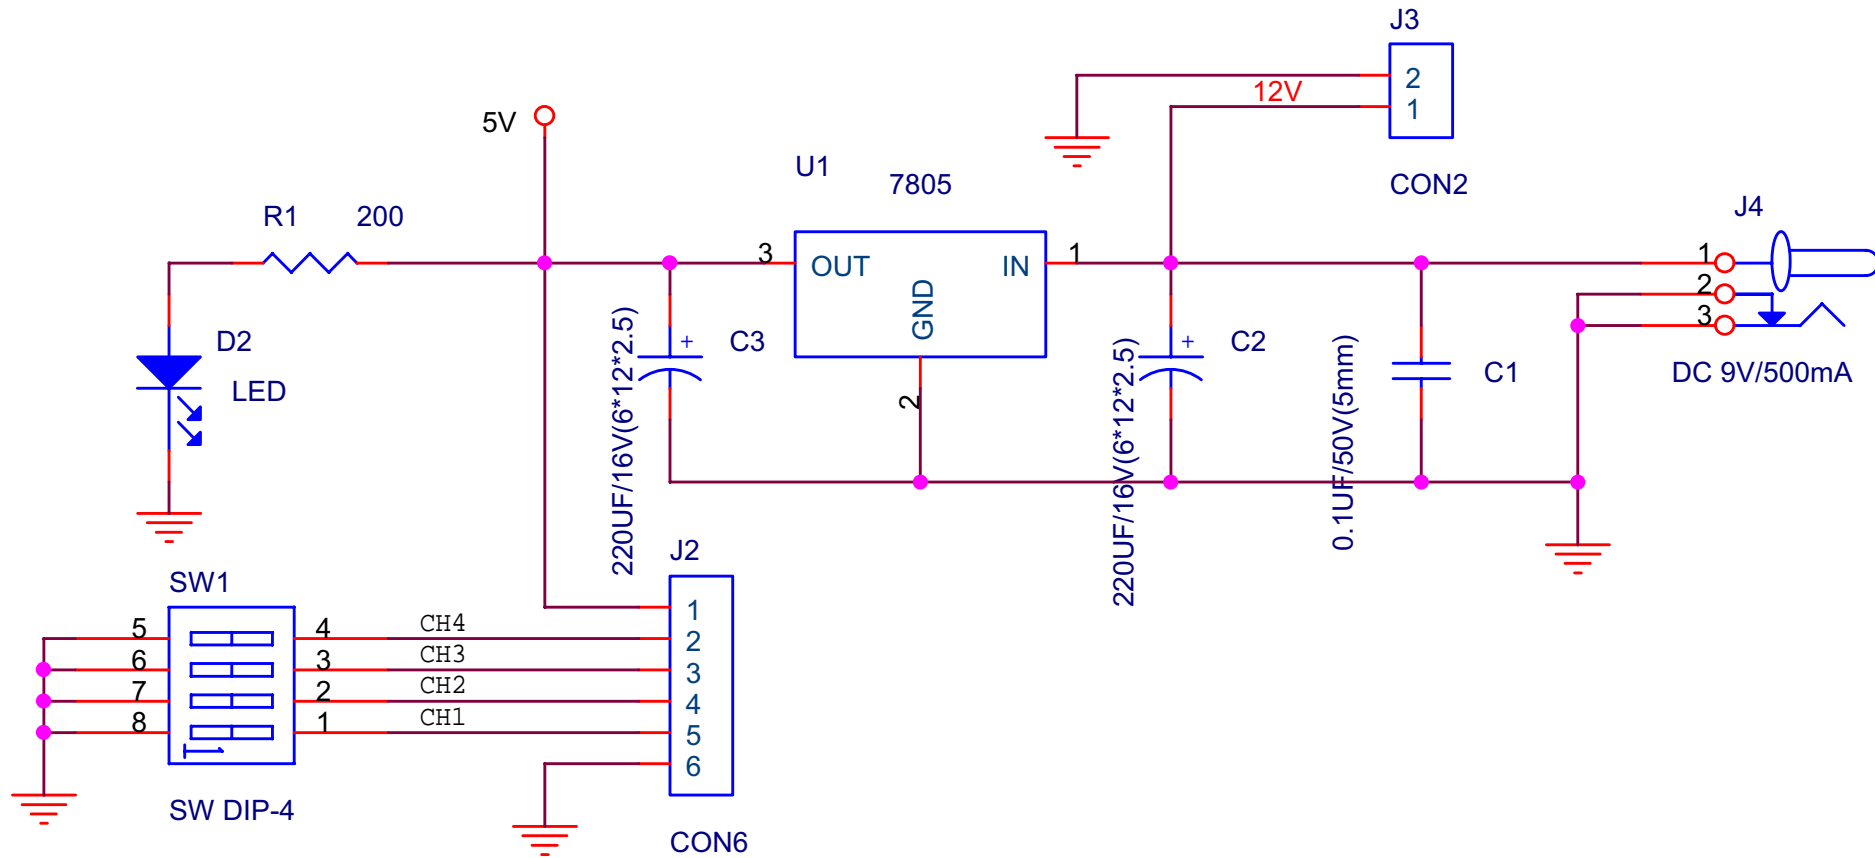 J3
2
12V
1
CON2
5V
U1
7805
R1 200
J4
3 OUT IN 1
GND
2
1
2
3
DC 9V/500mA
D2
LED
C3
220UF/16V(6*12*2.5)
C2
220UF/16V(6*12*2.5)
C1
0.1UF/50V(5mm)
J2
1
2
3
4
5
6
CON6
SW1
5 4 CH4
6 3 CH3
7 2 CH2
8 1 CH1
SW DIP-4